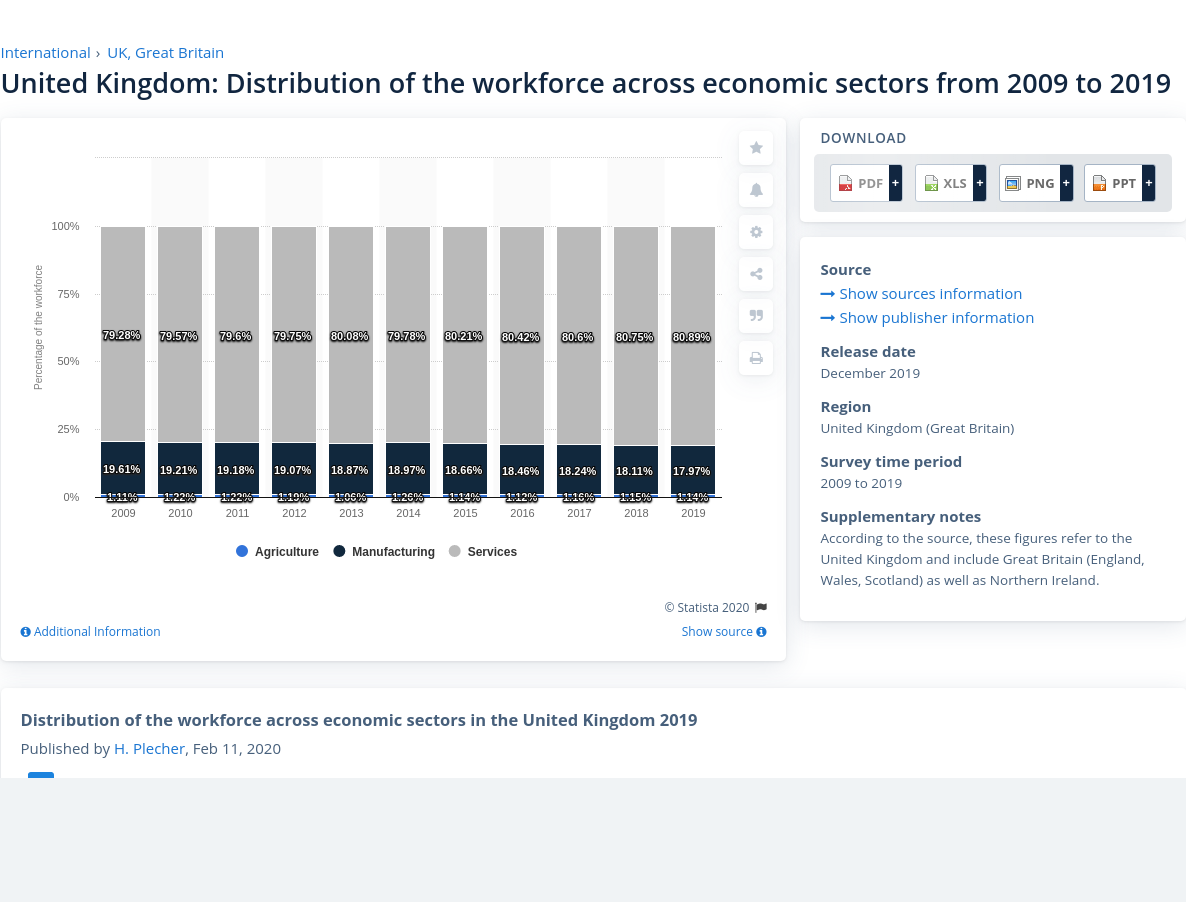 International › UK, Great Britain
United Kingdom: Distribution of the workforce across economic sectors from 2009 to 2019
Percentage of the workforce
100%
75%
50%
25%
0%
79.28% 79.57% 79.6% 79.75% 80.08% 79.78% 80.21% 80.42% 80.6% 80.75% 80.89%
19.61% 19.21% 19.18% 19.07% 18.87% 18.97% 18.66% 18.46% 18.24% 18.11% 17.97%
1.11% 1.22% 1.22% 1.19% 1.06% 1.26% 1.14% 1.12% 1.16% 1.15% 1.14%
2009 2010 2011 2012 2013 2014 2015 2016 2017 2018 2019
Agriculture Manufacturing Services
© Statista 2020
Additional Information
Show source
DOWNLOAD
PDF + XLS + PNG + PPT +
Source
Show sources information
Show publisher information
Release date
December 2019
Region
United Kingdom (Great Britain)
Survey time period
2009 to 2019
Supplementary notes
According to the source, these figures refer to the
United Kingdom and include Great Britain (England,
Wales, Scotland) as well as Northern Ireland.
Distribution of the workforce across economic sectors in the United Kingdom 2019
Published by H. Plecher, Feb 11, 2020